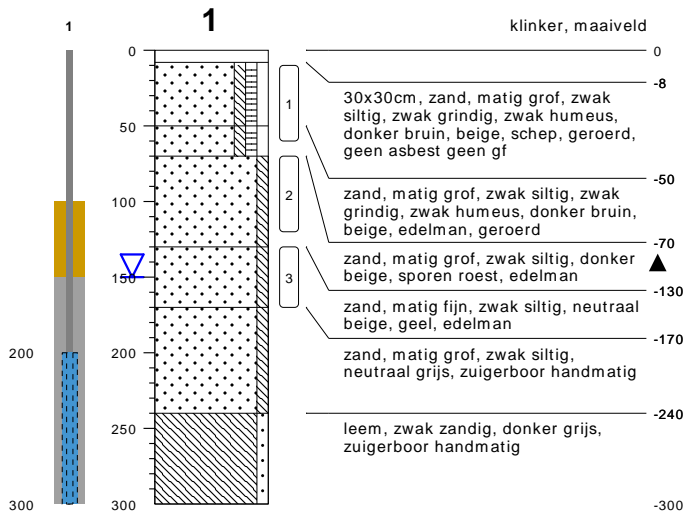 1
1
klinker, maaiveld
0
0
-8
30x30cm, zand, matig grof, zwak
siltig, zwak grindig, zwak humeus,
donker bruin, beige, schep, geroerd,
geen asbest geen gf
1
50
-50
zand, matig grof, zwak siltig, zwak
grindig, zwak humeus, donker bruin,
beige, edelman, geroerd
2
100
-70
zand, matig grof, zwak siltig, donker
beige, sporen roest, edelman
3
150
-130
zand, matig fijn, zwak siltig, neutraal
beige, geel, edelman
-170
200
200
zand, matig grof, zwak siltig,
neutraal grijs, zuigerboor handmatig
-240
250
leem, zwak zandig, donker grijs,
zuigerboor handmatig
300
300
-300